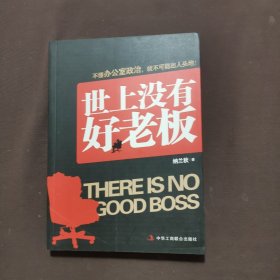 不懂办公室政治，就不可能出人头地！
世上没有
好老板
纳兰秋 著
THERE IS NO
GOOD BOSS
中华工商联合出版社